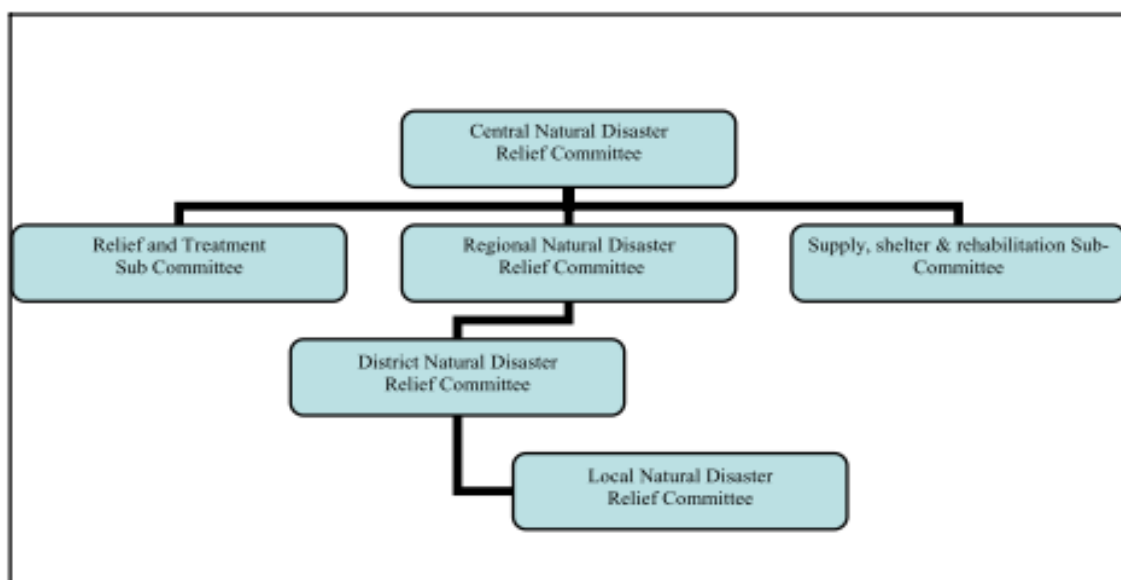 Central Natural Disaster
Relief Committee
Relief and Treatment
Sub Committee
Regional Natural Disaster
Relief Committee
Supply, shelter & rehabilitation Sub-
Committee
District Natural Disaster
Relief Committee
Local Natural Disaster
Relief Committee